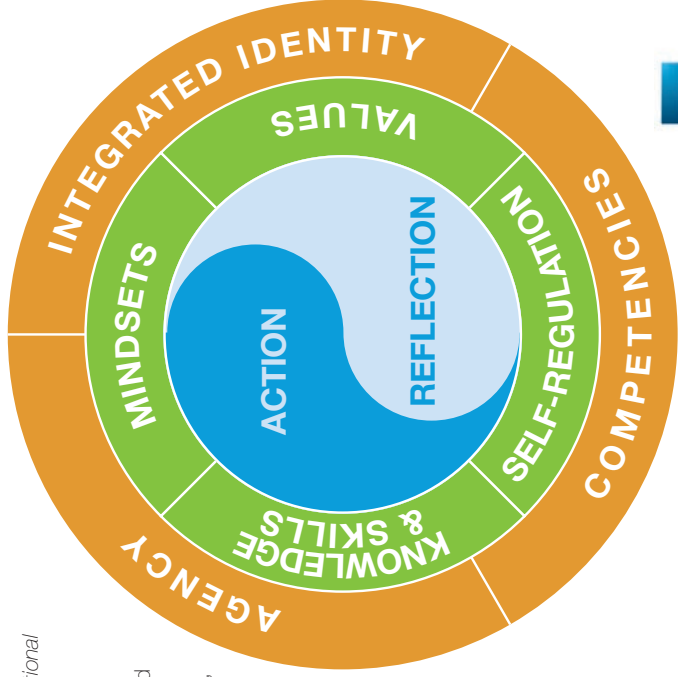 INTEGRATED IDENTITY
AGENCY
COMPETENCIES
MINDSETS
VALUES
SELF-REGULATION
KNOWLEDGE
& SKILLS
ACTION
REFLECTION